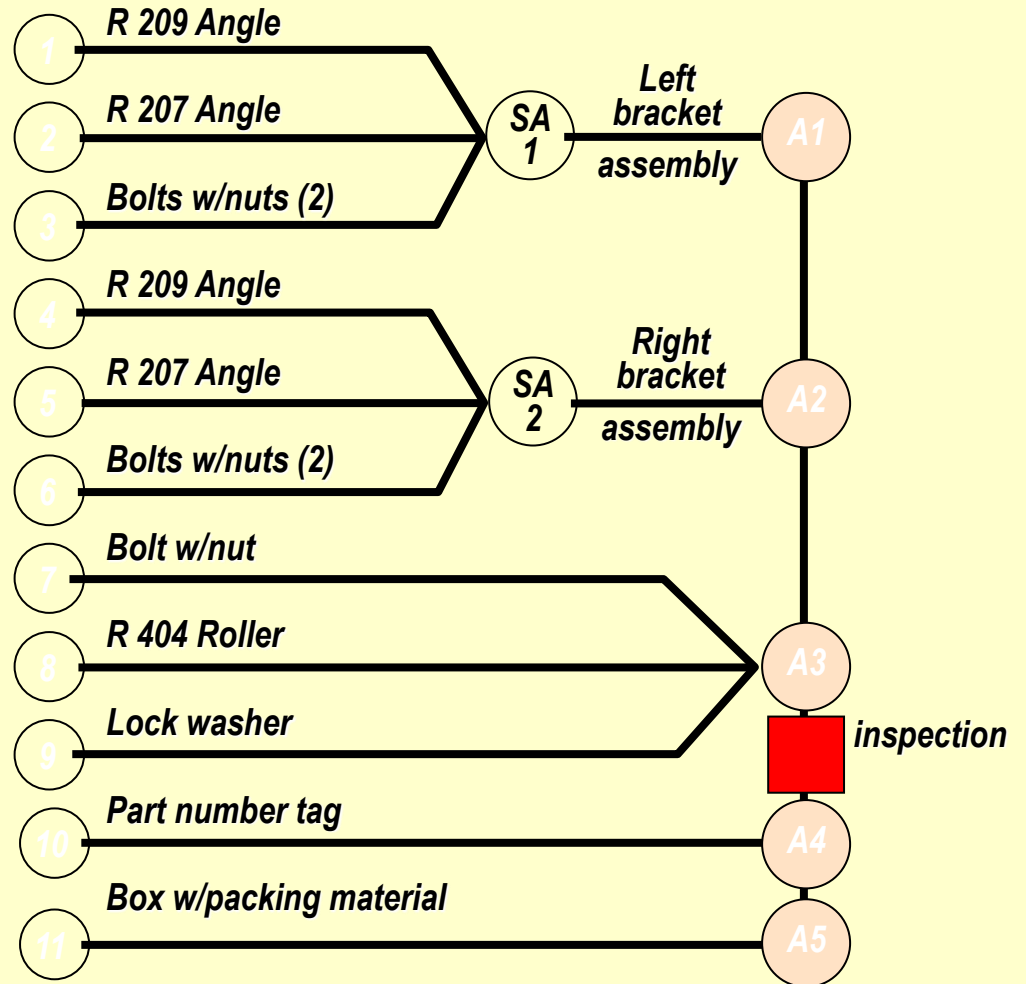 1
R 209 Angle
2
R 207 Angle
3
Bolts w/nuts (2)
SA
1
Left
bracket
assembly
A1
4
R 209 Angle
5
R 207 Angle
6
Bolts w/nuts (2)
SA
2
Right
bracket
assembly
A2
7
Bolt w/nut
8
R 404 Roller
9
Lock washer
A3
inspection
10
Part number tag
A4
11
Box w/packing material
A5